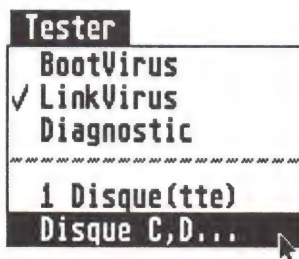 Tester
BootVirus
✓ LinkVirus
Diagnostic
1 Disque(tte)
Disque C,D...